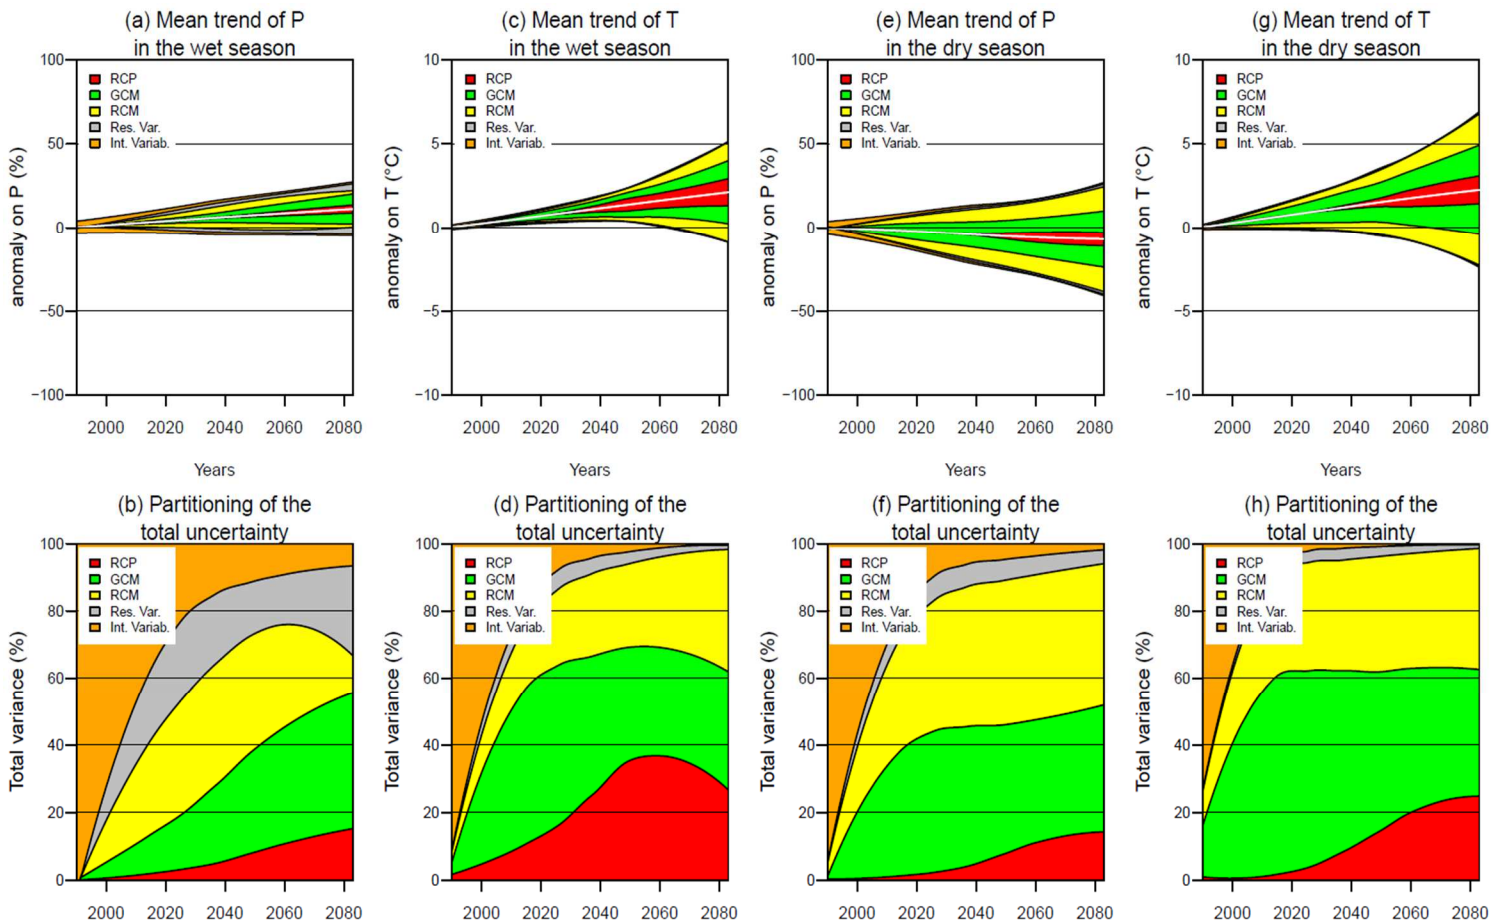 (a) Mean trend of P
in the wet season
100
50
0
−50
−100
anomaly on P (%)
RCP
GCM
RCM
Res. Var.
Int. Variab.
2000 2020 2040 2060 2080
Years
(c) Mean trend of T
in the wet season
10
5
0
−5
−10
anomaly on T (°C)
RCP
GCM
RCM
Res. Var.
Int. Variab.
2000 2020 2040 2060 2080
Years
(e) Mean trend of P
in the dry season
100
50
0
−50
−100
anomaly on P (%)
RCP
GCM
RCM
Res. Var.
Int. Variab.
2000 2020 2040 2060 2080
Years
(g) Mean trend of T
in the dry season
10
5
0
−5
−10
anomaly on T (°C)
RCP
GCM
RCM
Res. Var.
Int. Variab.
2000 2020 2040 2060 2080
Years
(b) Partitioning of the
total uncertainty
100
80
60
40
20
0
Total variance (%)
RCP
GCM
RCM
Res. Var.
Int. Variab.
2000 2020 2040 2060 2080
(d) Partitioning of the
total uncertainty
100
80
60
40
20
0
Total variance (%)
RCP
GCM
RCM
Res. Var.
Int. Variab.
2000 2020 2040 2060 2080
(f) Partitioning of the
total uncertainty
100
80
60
40
20
0
Total variance (%)
RCP
GCM
RCM
Res. Var.
Int. Variab.
2000 2020 2040 2060 2080
(h) Partitioning of the
total uncertainty
100
80
60
40
20
0
Total variance (%)
RCP
GCM
RCM
Res. Var.
Int. Variab.
2000 2020 2040 2060 2080